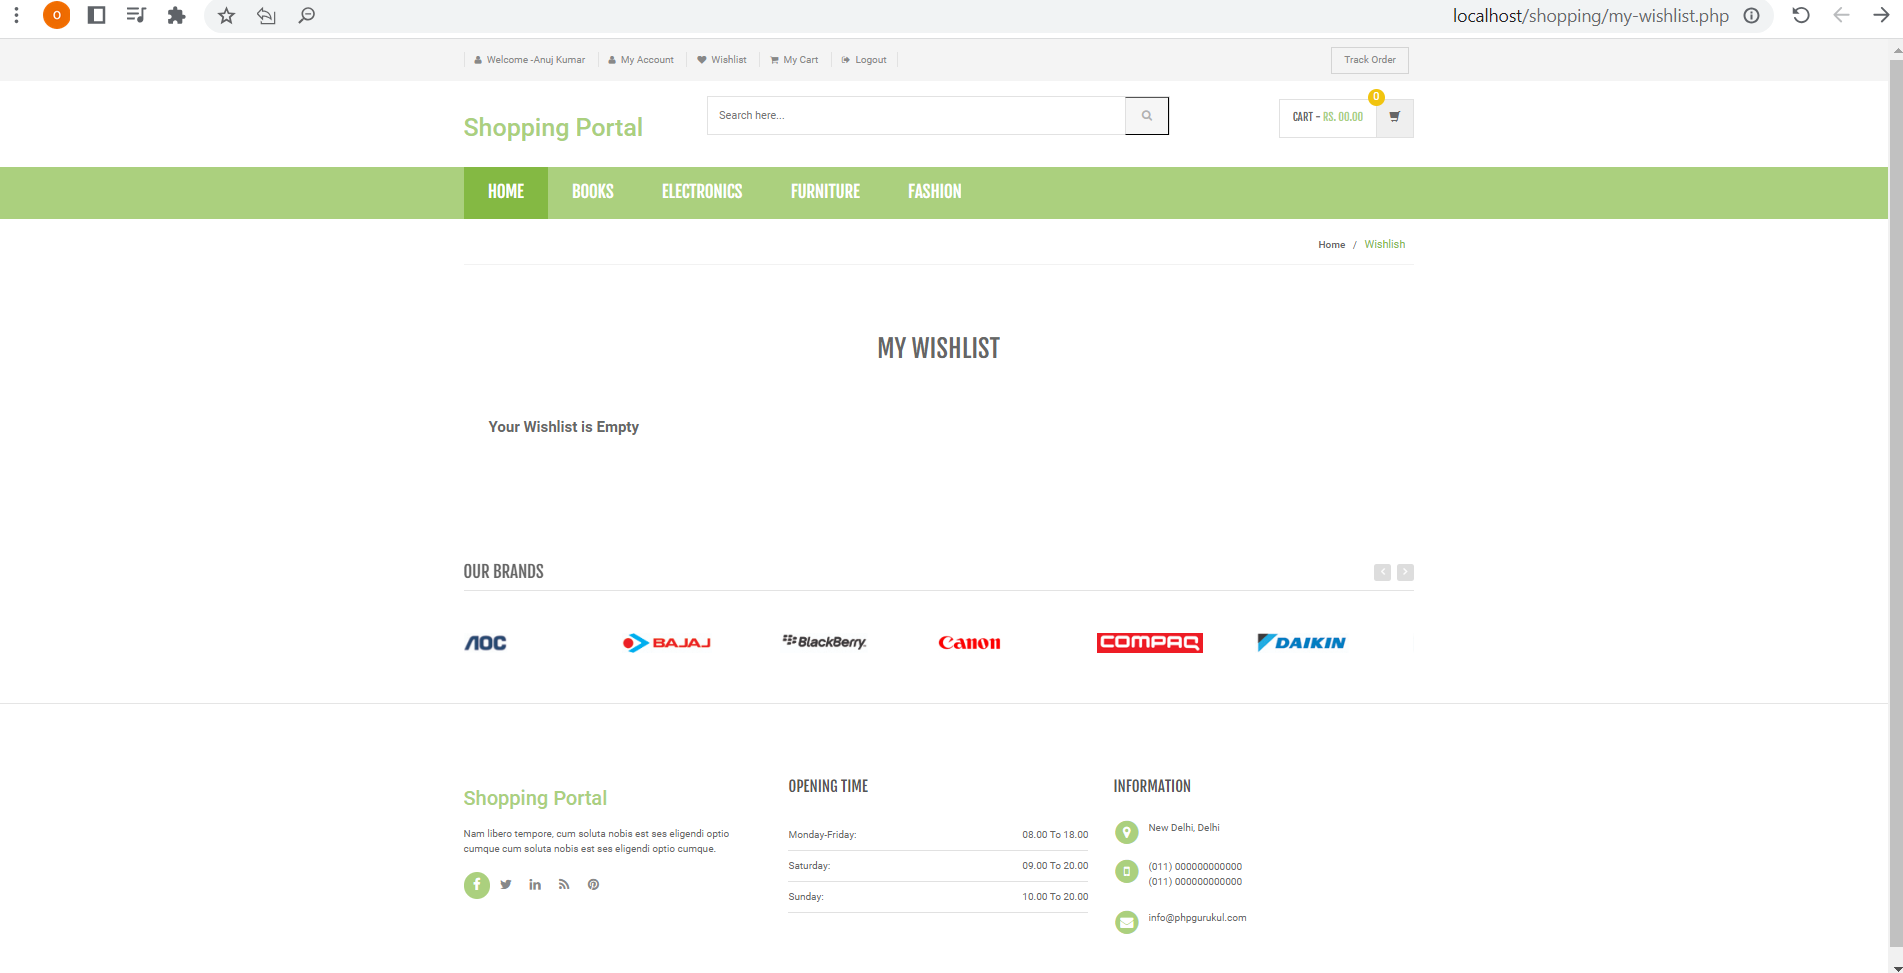 O
localhost/shopping/my-wishlist.php
Welcome -Anuj Kumar
My Account
Wishlist
My Cart
Logout
Track Order
Shopping Portal
Search here...
CART - RS. 00.00
0
HOME
BOOKS
ELECTRONICS
FURNITURE
FASHION
Home / Wishlish
MY WISHLIST
Your Wishlist is Empty
OUR BRANDS
AOC
BAJAJ
BlackBerry.
Canon
COMPAQ
DAIKIN
Shopping Portal
Nam libero tempore, cum soluta nobis est ses eligendi optio
cumque cum soluta nobis est ses eligendi optio cumque.
OPENING TIME
Monday-Friday: 08.00 To 18.00
Saturday: 09.00 To 20.00
Sunday: 10.00 To 20.00
INFORMATION
New Delhi, Delhi
(011) 000000000000
(011) 000000000000
info@phpgurukul.com